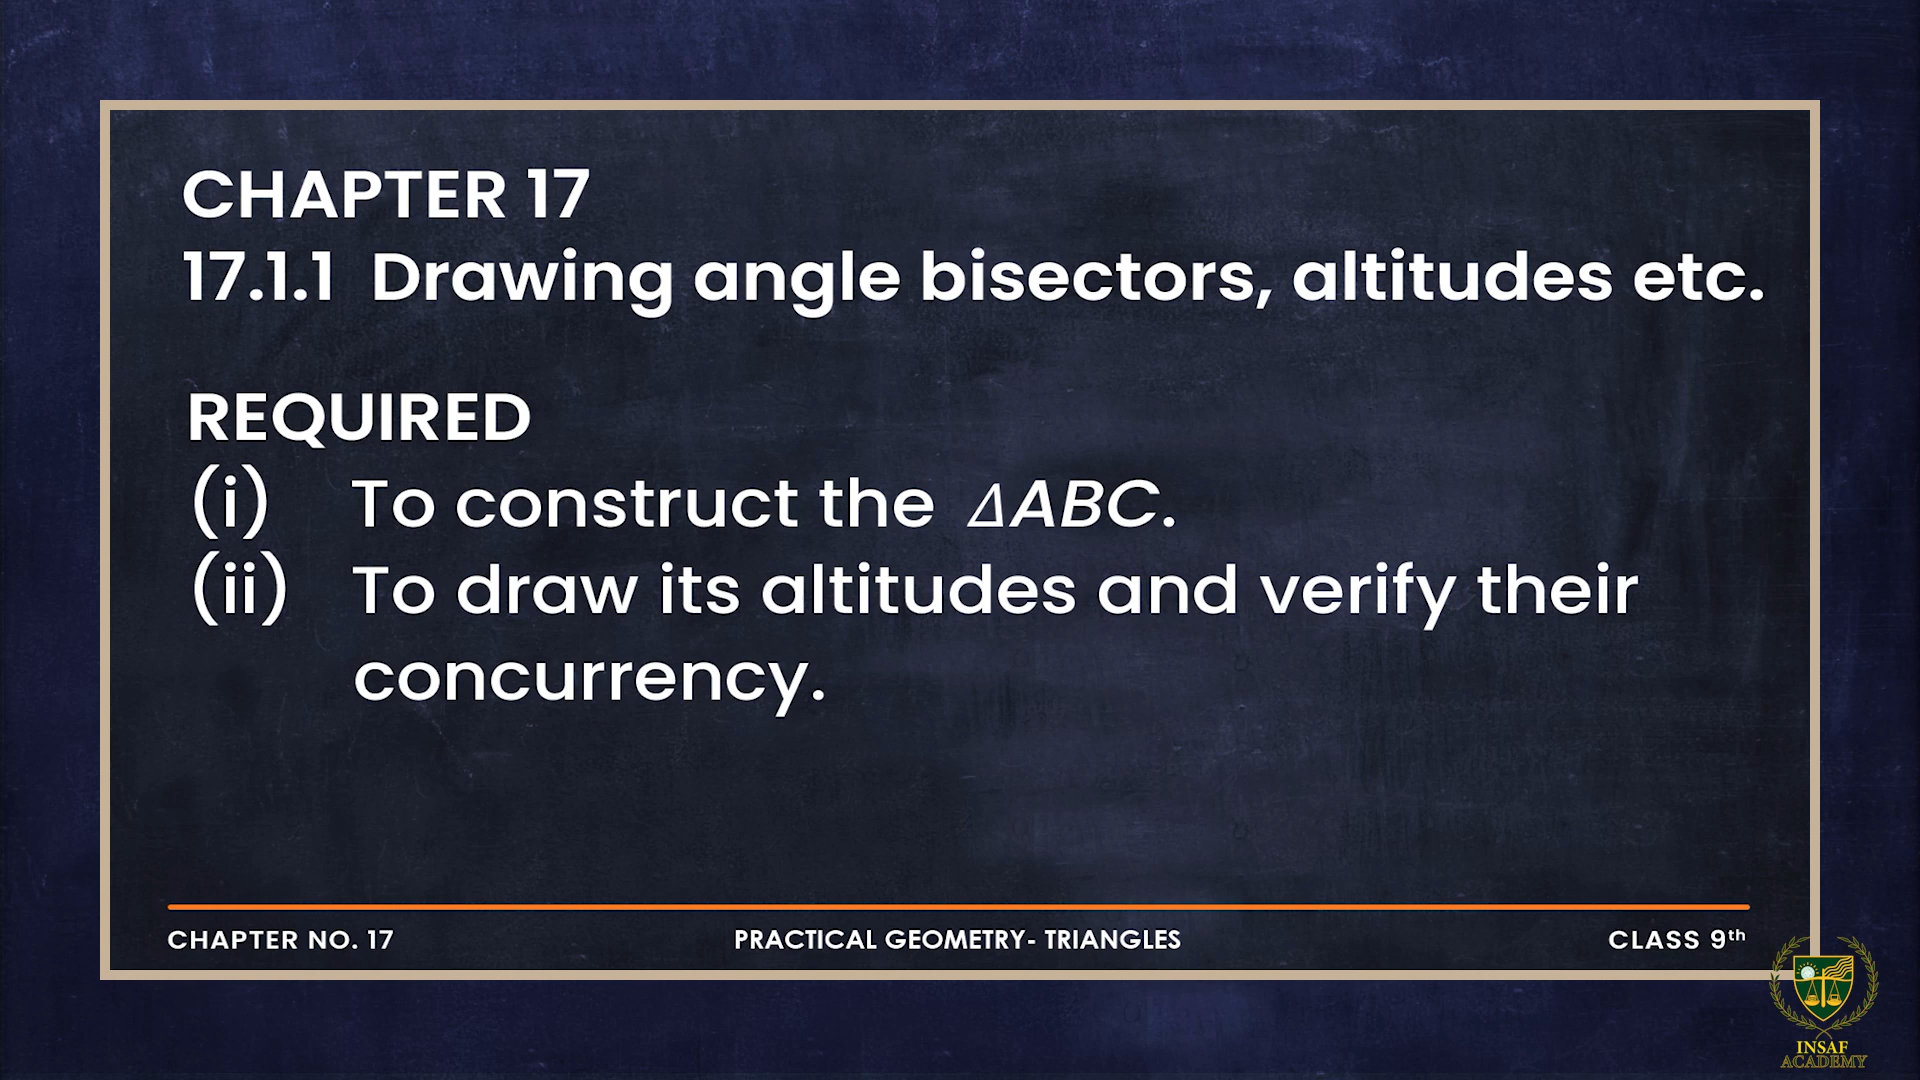 CHAPTER 17
17.1.1 Drawing angle bisectors, altitudes etc.
REQUIRED
(i) To construct the ΔABC.
(ii) To draw its altitudes and verify their
concurrency.
CHAPTER NO. 17
PRACTICAL GEOMETRY- TRIANGLES
CLASS 9th
INSAF
ACADEMY